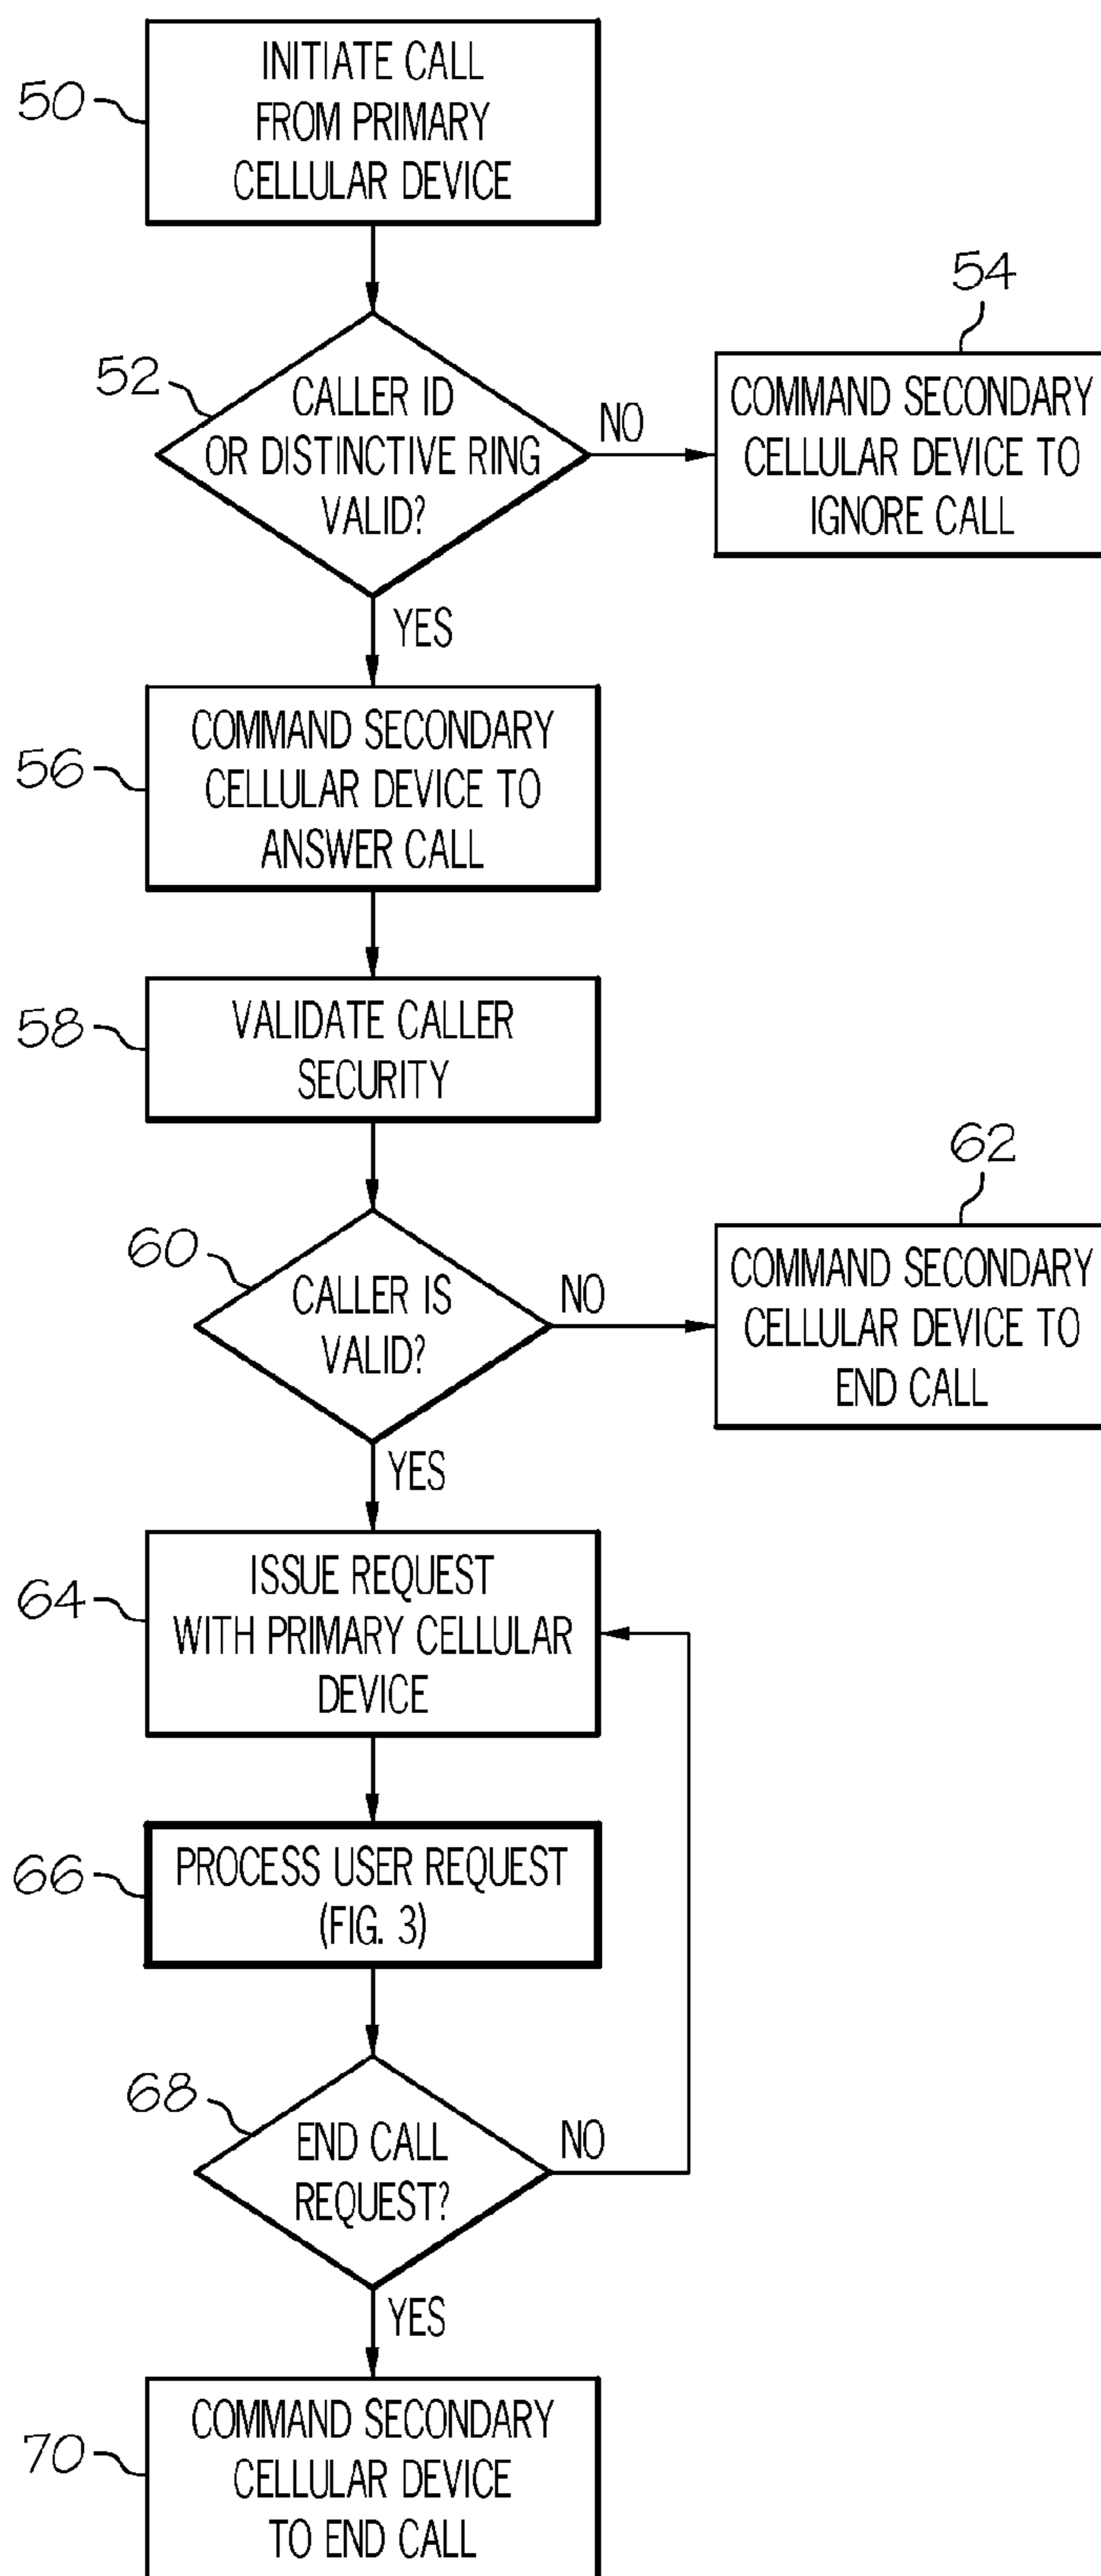 50
INITIATE CALL
FROM PRIMARY
CELLULAR DEVICE
52
CALLER ID
OR DISTINCTIVE RING
VALID?
NO
54
COMMAND SECONDARY
CELLULAR DEVICE TO
IGNORE CALL
YES
56
COMMAND SECONDARY
CELLULAR DEVICE TO
ANSWER CALL
58
VALIDATE CALLER
SECURITY
60
CALLER IS
VALID?
NO
62
COMMAND SECONDARY
CELLULAR DEVICE TO
END CALL
YES
64
ISSUE REQUEST
WITH PRIMARY CELLULAR
DEVICE
66
PROCESS USER REQUEST
(FIG. 3)
68
END CALL
REQUEST?
NO
YES
70
COMMAND SECONDARY
CELLULAR DEVICE
TO END CALL